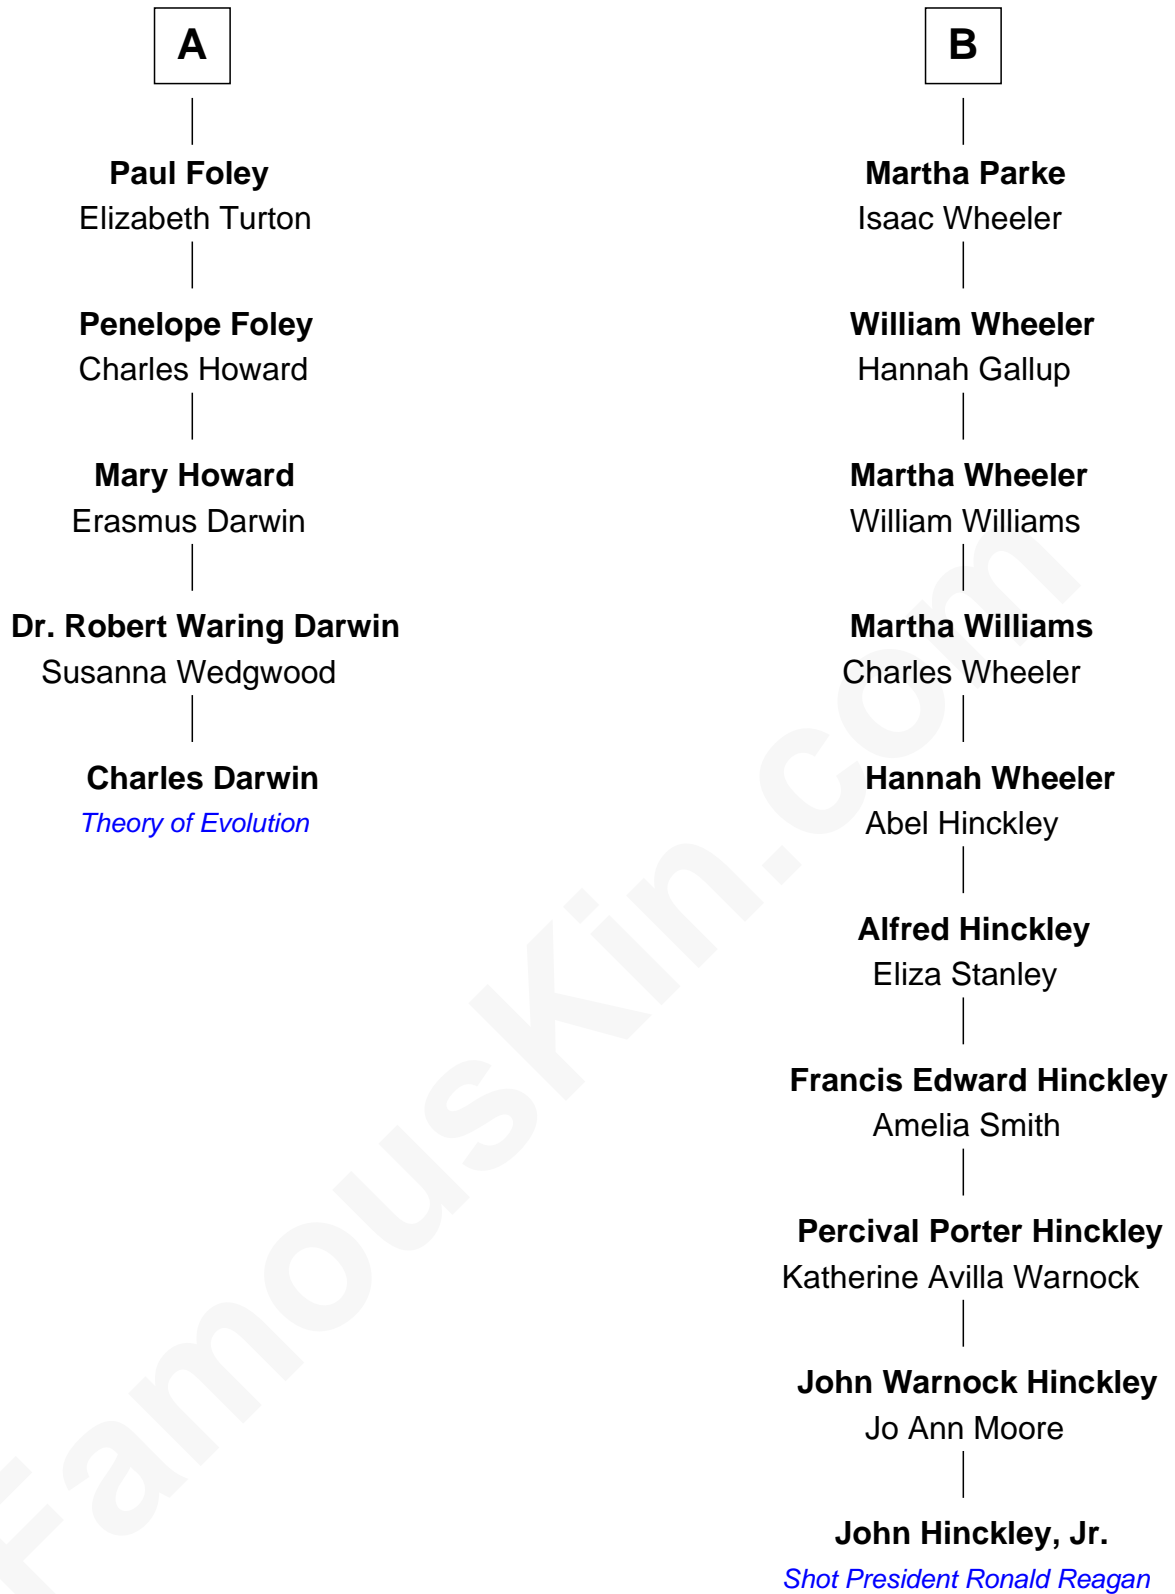 A
Paul Foley
Elizabeth Turton
Penelope Foley
Charles Howard
Mary Howard
Erasmus Darwin
Dr. Robert Waring Darwin
Susanna Wedgwood
Charles Darwin
Theory of Evolution
B
Martha Parke
Isaac Wheeler
William Wheeler
Hannah Gallup
Martha Wheeler
William Williams
Martha Williams
Charles Wheeler
Hannah Wheeler
Abel Hinckley
Alfred Hinckley
Eliza Stanley
Francis Edward Hinckley
Amelia Smith
Percival Porter Hinckley
Katherine Avilla Warnock
John Warnock Hinckley
Jo Ann Moore
John Hinckley, Jr.
Shot President Ronald Reagan
FamousKin.com